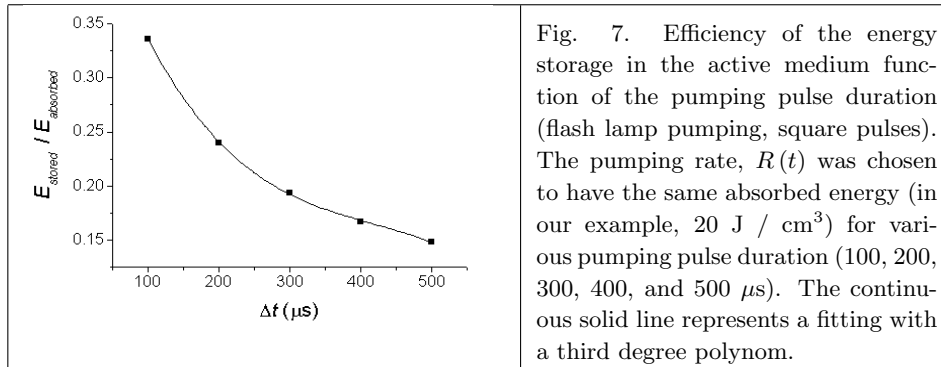 0.35
0.30
0.25
0.20
0.15
E stored / E absorbed
100 200 300 400 500
Δt (µs)
Fig. 7. Efficiency of the energy
storage in the active medium func-
tion of the pumping pulse duration
(flash lamp pumping, square pulses).
The pumping rate, R (t) was chosen
to have the same absorbed energy (in
our example, 20 J / cm³) for vari-
ous pumping pulse duration (100, 200,
300, 400, and 500 µs). The continu-
ous solid line represents a fitting with
a third degree polynom.